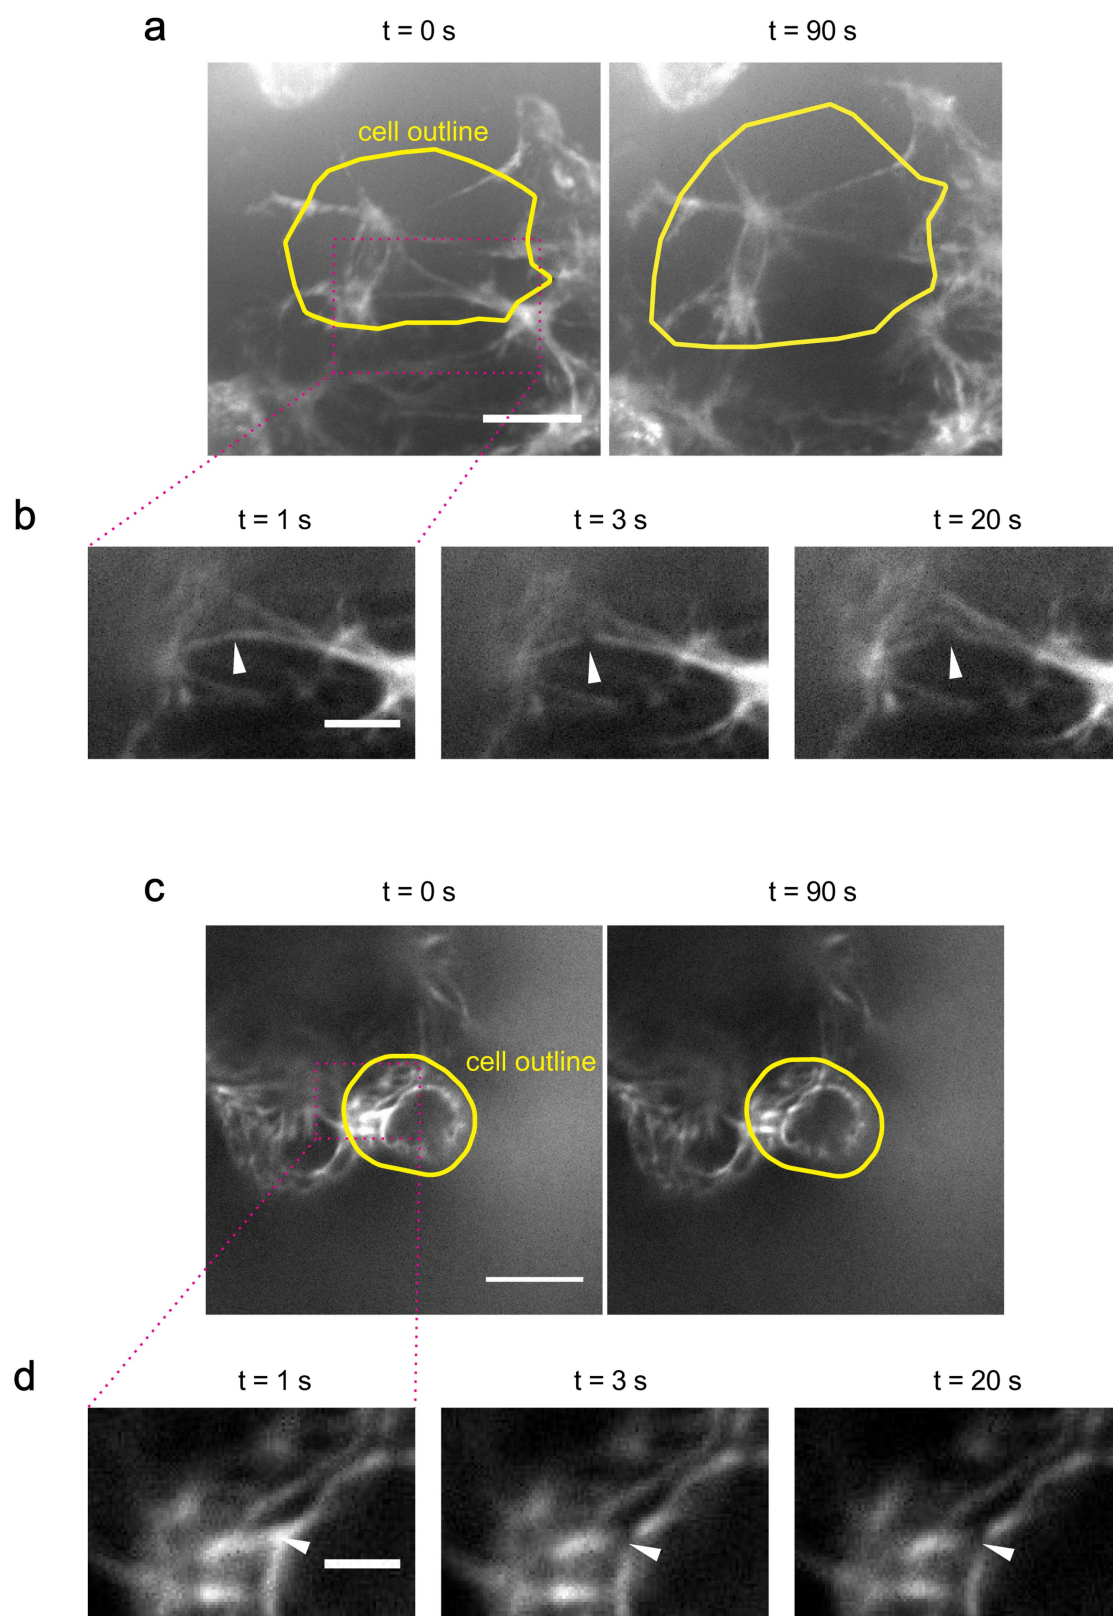 a
t = 0 s
t = 90 s
cell outline
b
t = 1 s
t = 3 s
t = 20 s
c
t = 0 s
t = 90 s
cell outline
d
t = 1 s
t = 3 s
t = 20 s